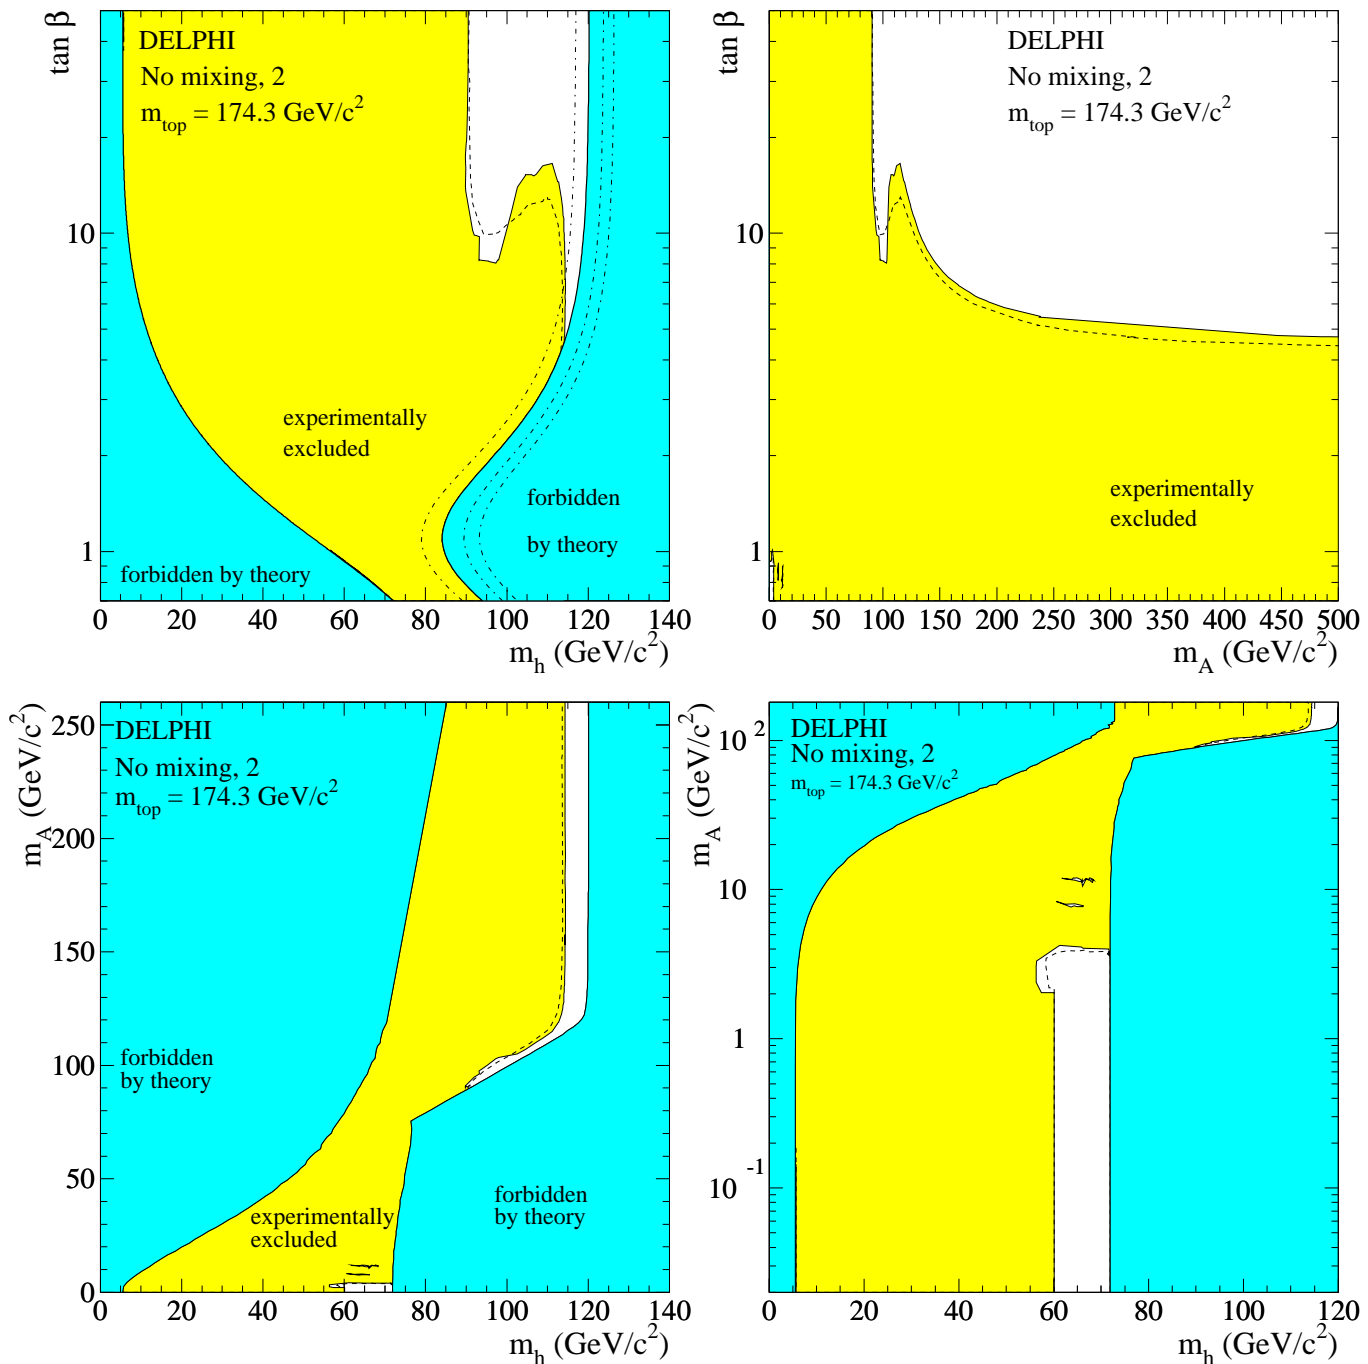 tan β
DELPHI
No mixing, 2
m_top = 174.3 GeV/c²
10
1
experimentally
excluded
forbidden
by theory
forbidden by theory
0 20 40 60 80 100 120 140
m_h (GeV/c²)
tan β
DELPHI
No mixing, 2
m_top = 174.3 GeV/c²
10
1
experimentally
excluded
0 50 100 150 200 250 300 350 400 450 500
m_A (GeV/c²)
m_A (GeV/c²)
DELPHI
No mixing, 2
m_top = 174.3 GeV/c²
250
200
150
100
50
0
forbidden
by theory
experimentally
excluded
forbidden
by theory
0 20 40 60 80 100 120 140
m_h (GeV/c²)
m_A (GeV/c²)
DELPHI
No mixing, 2
m_top = 174.3 GeV/c²
10²
10
1
10⁻¹
0 20 40 60 80 100 120
m_h (GeV/c²)